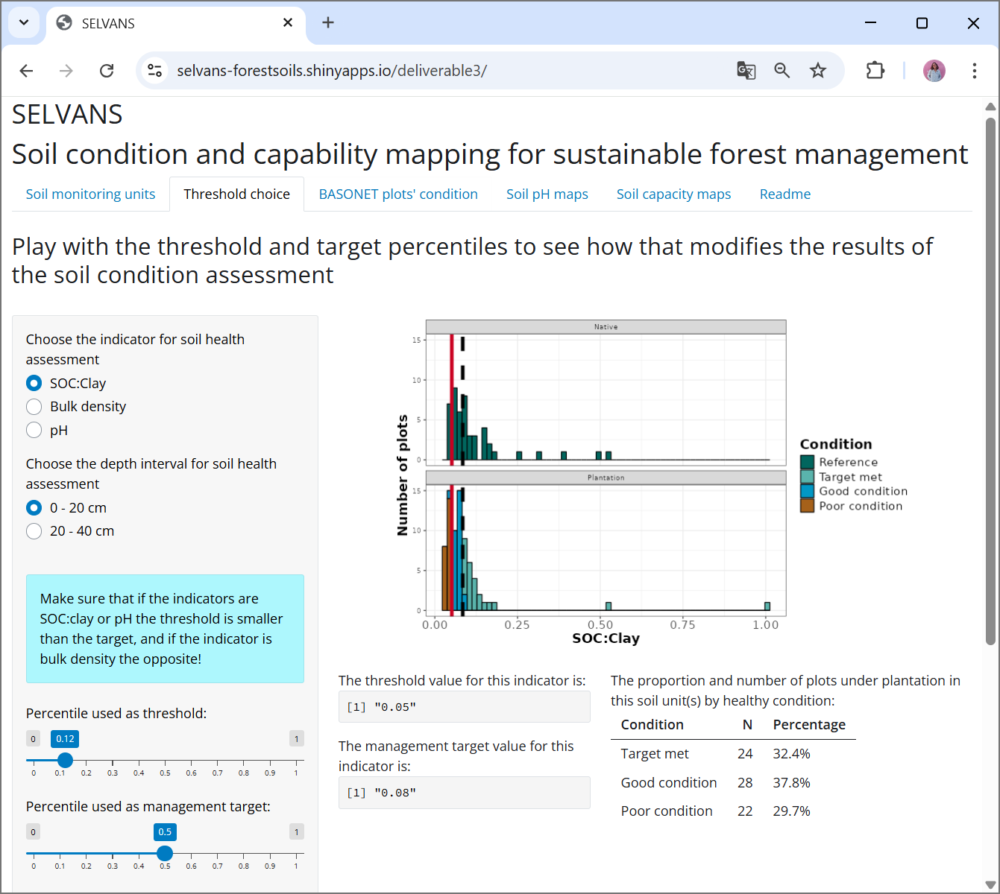 SELVANS
selvans-forestsoils.shinyapps.io/deliverable3/
SELVANS
Soil condition and capability mapping for sustainable forest management
Soil monitoring units Threshold choice BASONET plots' condition Soil pH maps Soil capacity maps Readme
Play with the threshold and target percentiles to see how that modifies the results of
the soil condition assessment
Choose the indicator for soil health
assessment
SOC:Clay
Bulk density
pH
Choose the depth interval for soil health
assessment
0 - 20 cm
20 - 40 cm
Make sure that if the indicators are
SOC:clay or pH the threshold is smaller
than the target, and if the indicator is
bulk density the opposite!
Percentile used as threshold:
0 0.12 1
0 0.1 0.2 0.3 0.4 0.5 0.6 0.7 0.8 0.9 1
Percentile used as management target:
0 0.5 1
0 0.1 0.2 0.3 0.4 0.5 0.6 0.7 0.8 0.9 1
Native
15
10
5
0
Plantation
15
10
5
0
Number of plots
0.00 0.25 0.50 0.75 1.00
SOC:Clay
Condition
Reference
Target met
Good condition
Poor condition
The threshold value for this indicator is:
[1] "0.05"
The management target value for this
indicator is:
[1] "0.08"
The proportion and number of plots under plantation in
this soil unit(s) by healthy condition:
Condition N Percentage
Target met 24 32.4%
Good condition 28 37.8%
Poor condition 22 29.7%